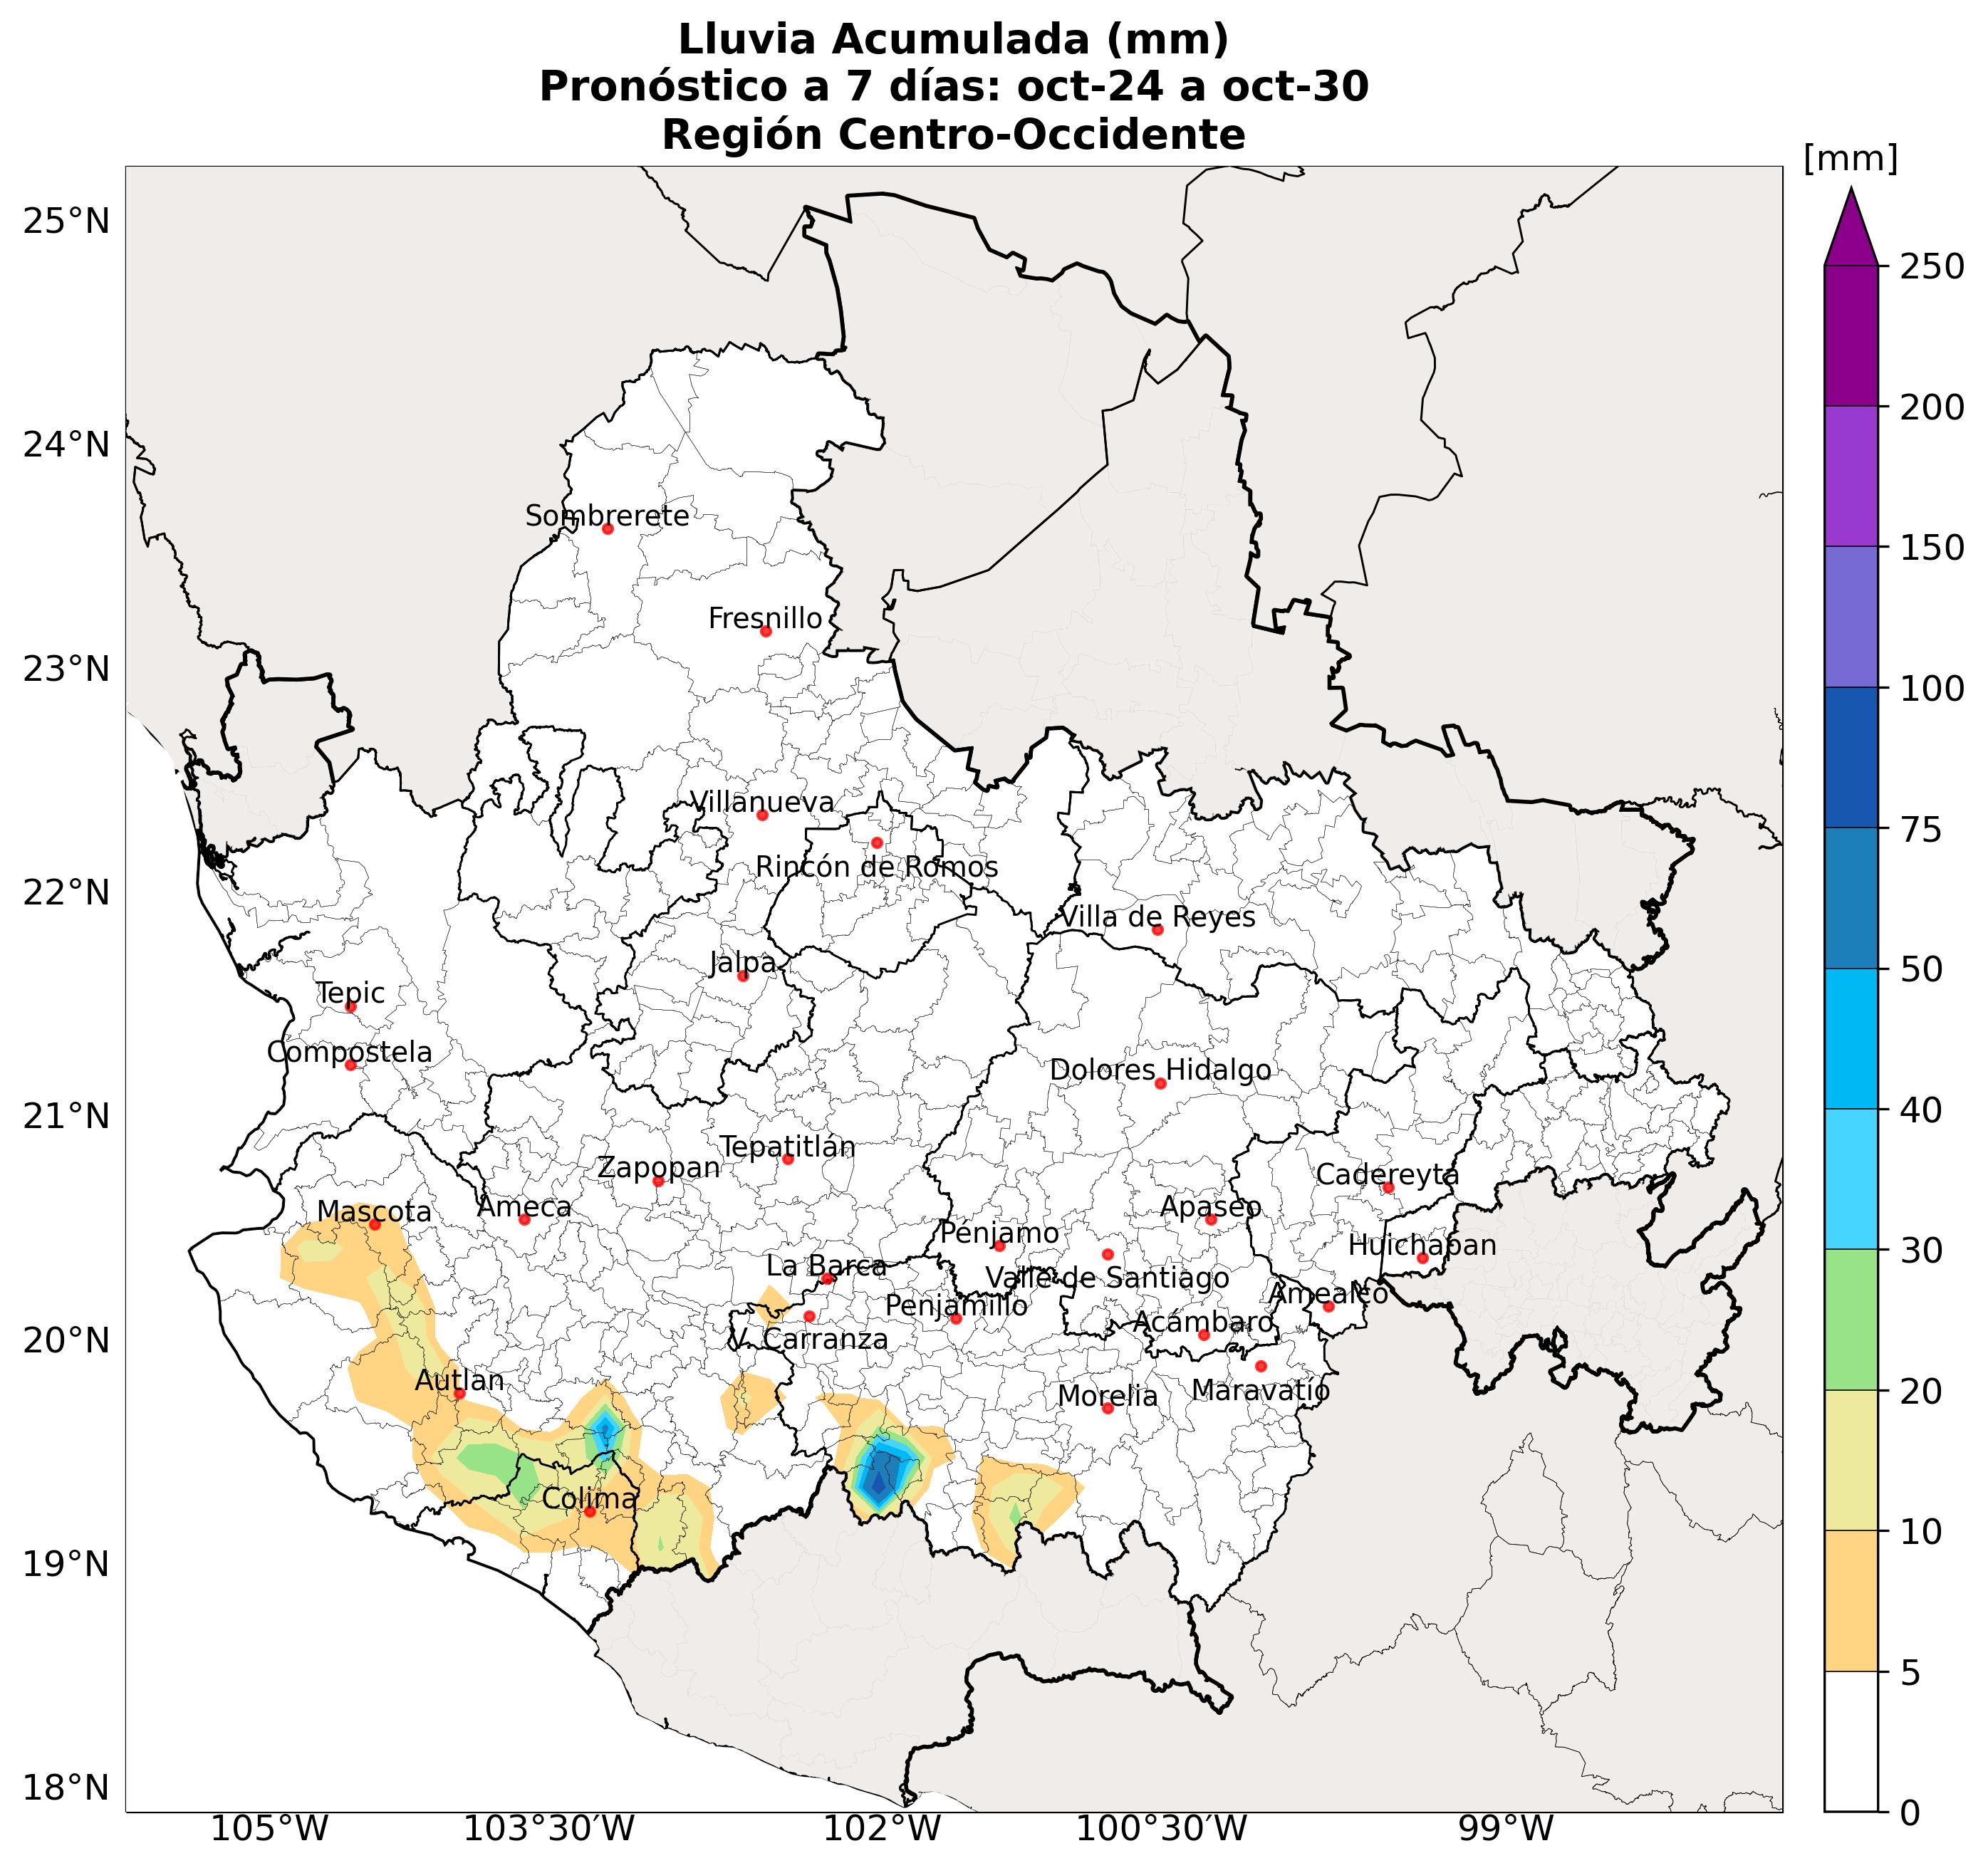 Lluvia Acumulada (mm)
Pronóstico a 7 días: oct-24 a oct-30
Región Centro-Occidente
[mm]
25°N
24°N
23°N
22°N
21°N
20°N
19°N
18°N
Sombrerete
Fresnillo
Villanueva
Rincón de Romos
Villa de Reyes
Jalpa
Tepic
Compostela
Dolores Hidalgo
Tepatitlán
Zapopan
Cadereyta
Mascota
Ameca
Apaseo
Pénjamo
Huichapan
La Barca
Valle de Santiago
Amealco
Penjamillo
Acámbaro
V. Carranza
Autlan
Morelia
Maravatío
Colima
250
200
150
100
75
50
40
30
20
10
5
0
105°W
103°30'W
102°W
100°30'W
99°W